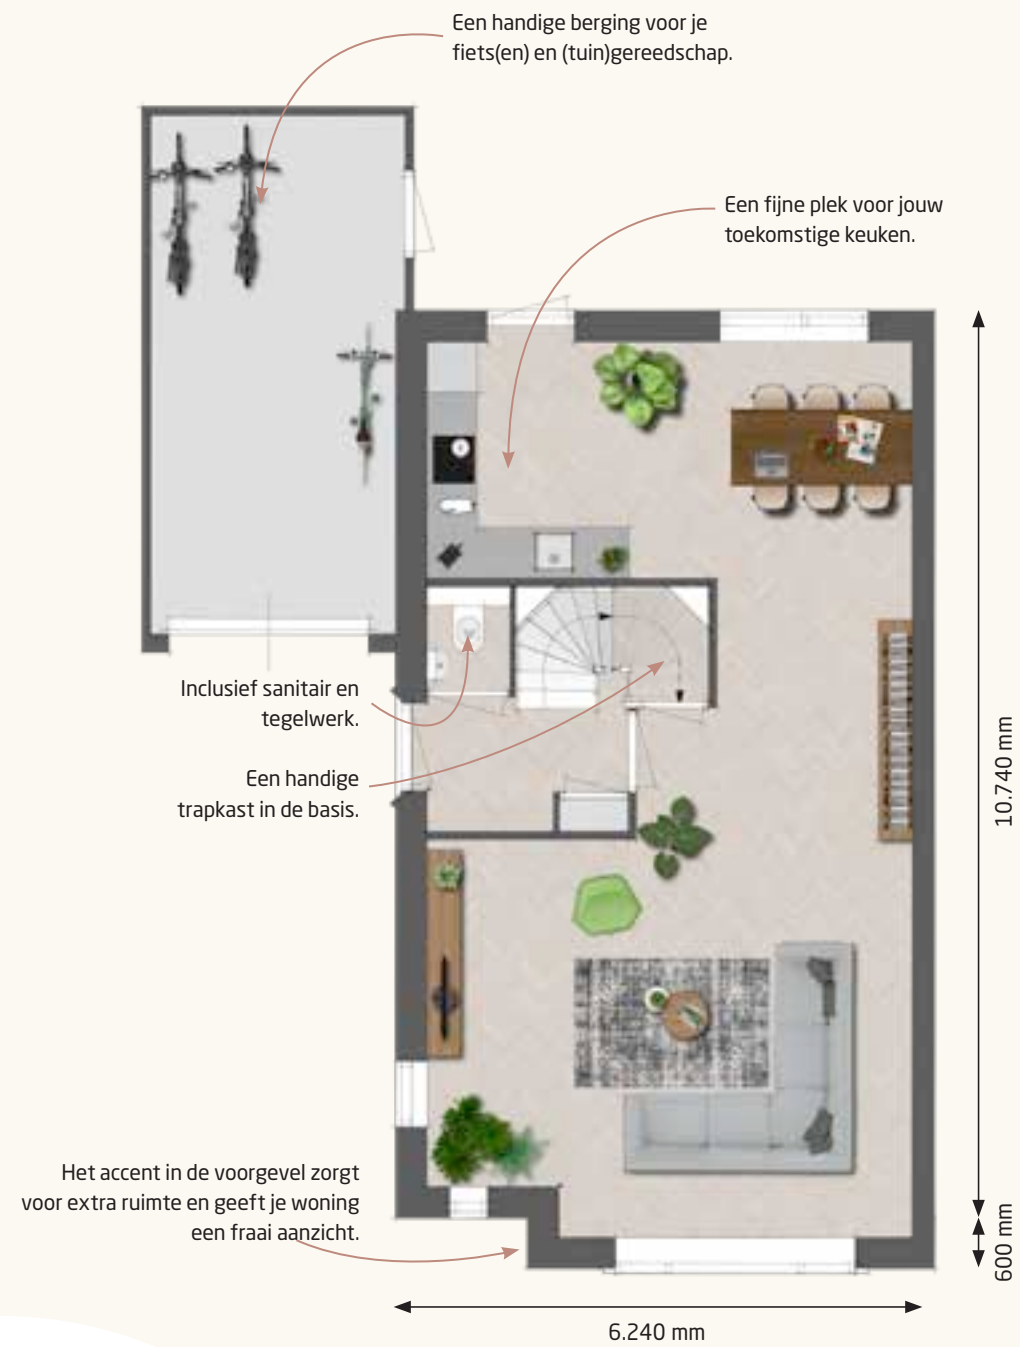 Een handige berging voor je
fiets(en) en (tuin)gereedschap.
Een fijne plek voor jouw
toekomstige keuken.
Inclusief sanitair en
tegelwerk.
Een handige
trapkast in de basis.
10.740 mm
Het accent in de voorgevel zorgt
voor extra ruimte en geeft je woning
een fraai aanzicht.
600 mm
6.240 mm